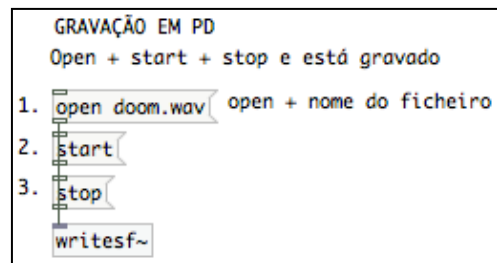 GRAVAÇÃO EM PD
Open + start + stop e está gravado
1. open doom.wav open + nome do ficheiro
2. start
3. stop
writesf~